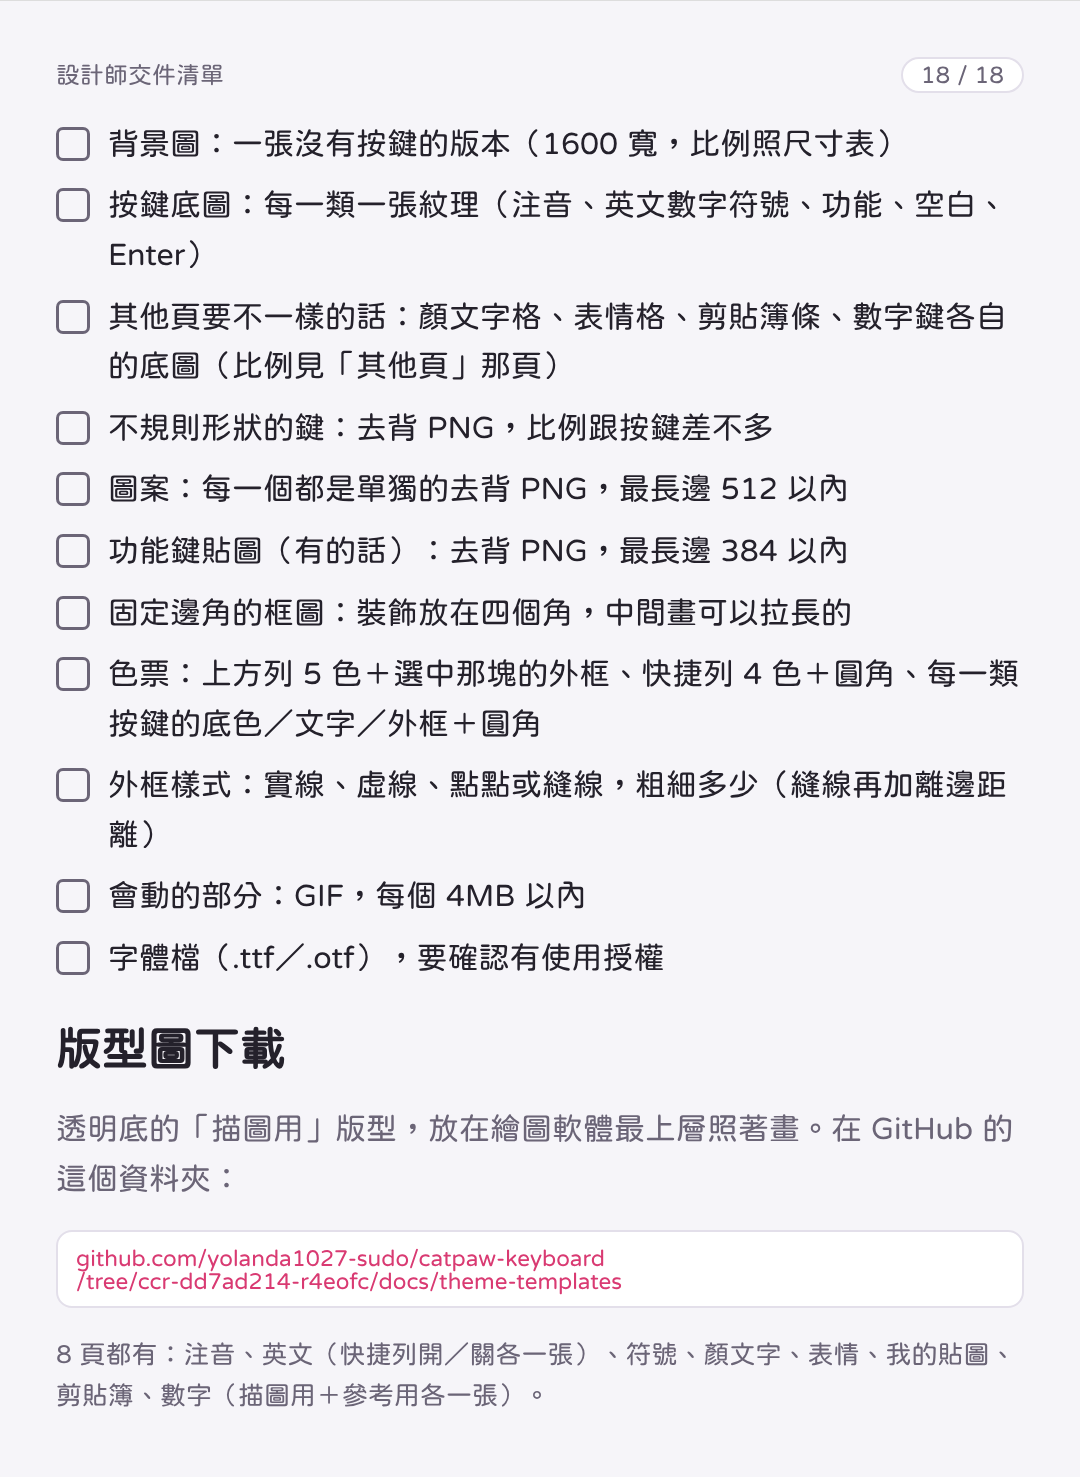 設計師交件清單
18 / 18
背景圖：一張沒有按鍵的版本（1600 寬，比例照尺寸表）
按鍵底圖：每一類一張紋理（注音、英文數字符號、功能、空白、
Enter）
其他頁要不一樣的話：顏文字格、表情格、剪貼簿條、數字鍵各自
的底圖（比例見「其他頁」那頁）
不規則形狀的鍵：去背 PNG，比例跟按鍵差不多
圖案：每一個都是單獨的去背 PNG，最長邊 512 以內
功能鍵貼圖（有的話）：去背 PNG，最長邊 384 以內
固定邊角的框圖：裝飾放在四個角，中間畫可以拉長的
色票：上方列 5 色＋選中那塊的外框、快捷列 4 色＋圓角、每一類
按鍵的底色／文字／外框＋圓角
外框樣式：實線、虛線、點點或縫線，粗細多少（縫線再加離邊距
離）
會動的部分：GIF，每個 4MB 以內
字體檔（.ttf／.otf），要確認有使用授權
版型圖下載
透明底的「描圖用」版型，放在繪圖軟體最上層照著畫。在 GitHub 的
這個資料夾：
github.com/yolanda1027-sudo/catpaw-keyboard
/tree/ccr-dd7ad214-r4eofc/docs/theme-templates
8 頁都有：注音、英文（快捷列開／關各一張）、符號、顏文字、表情、我的貼圖、
剪貼簿、數字（描圖用＋參考用各一張）。